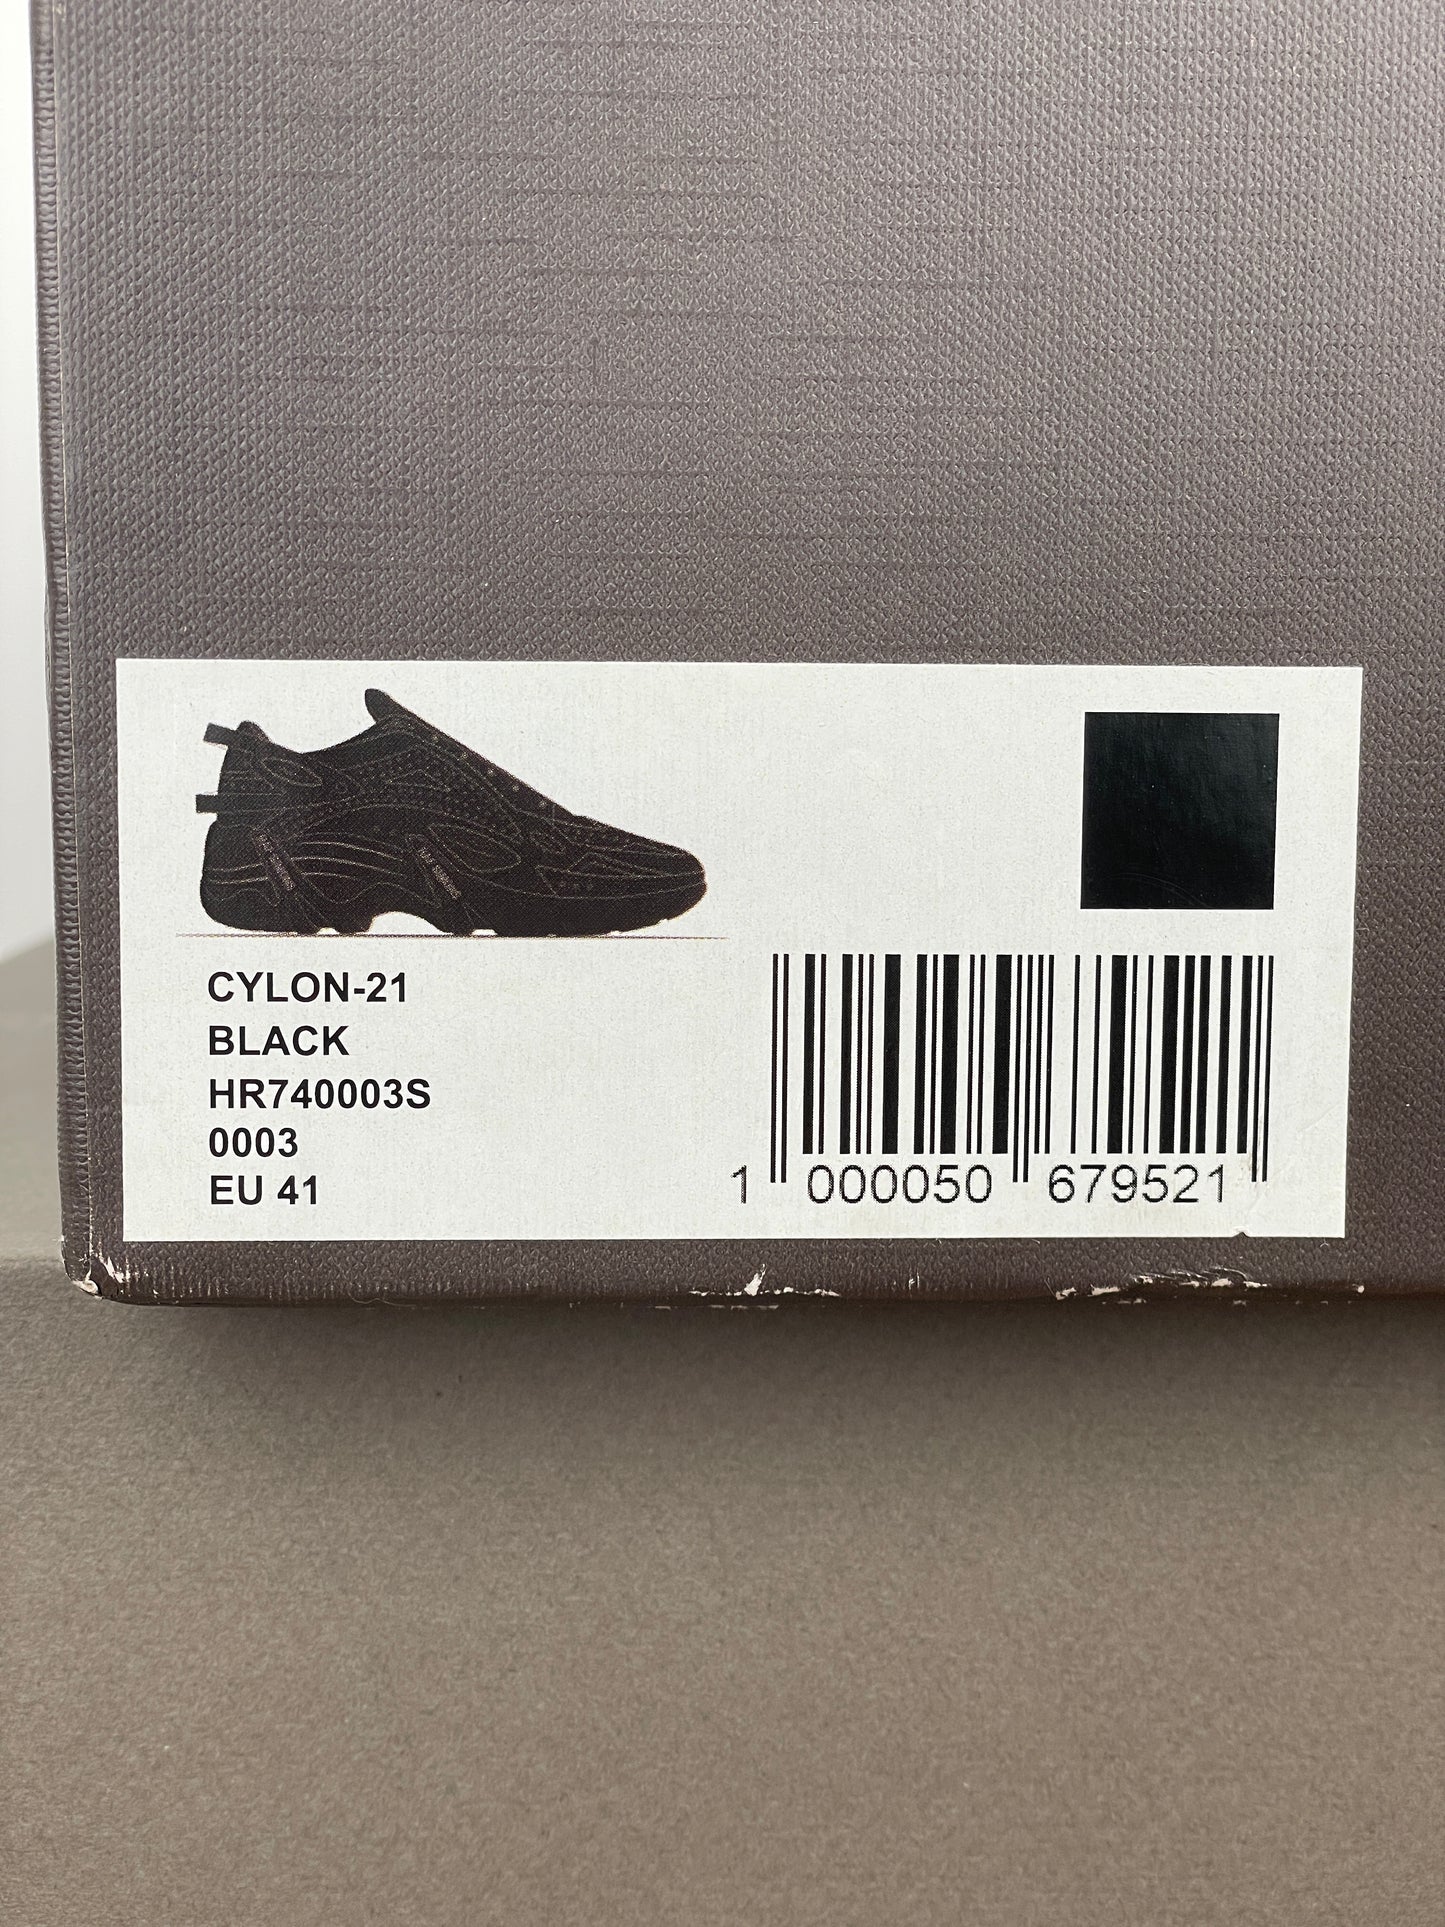 CYLON-21
BLACK
HR740003S
0003
EU 41
1 000050 679521